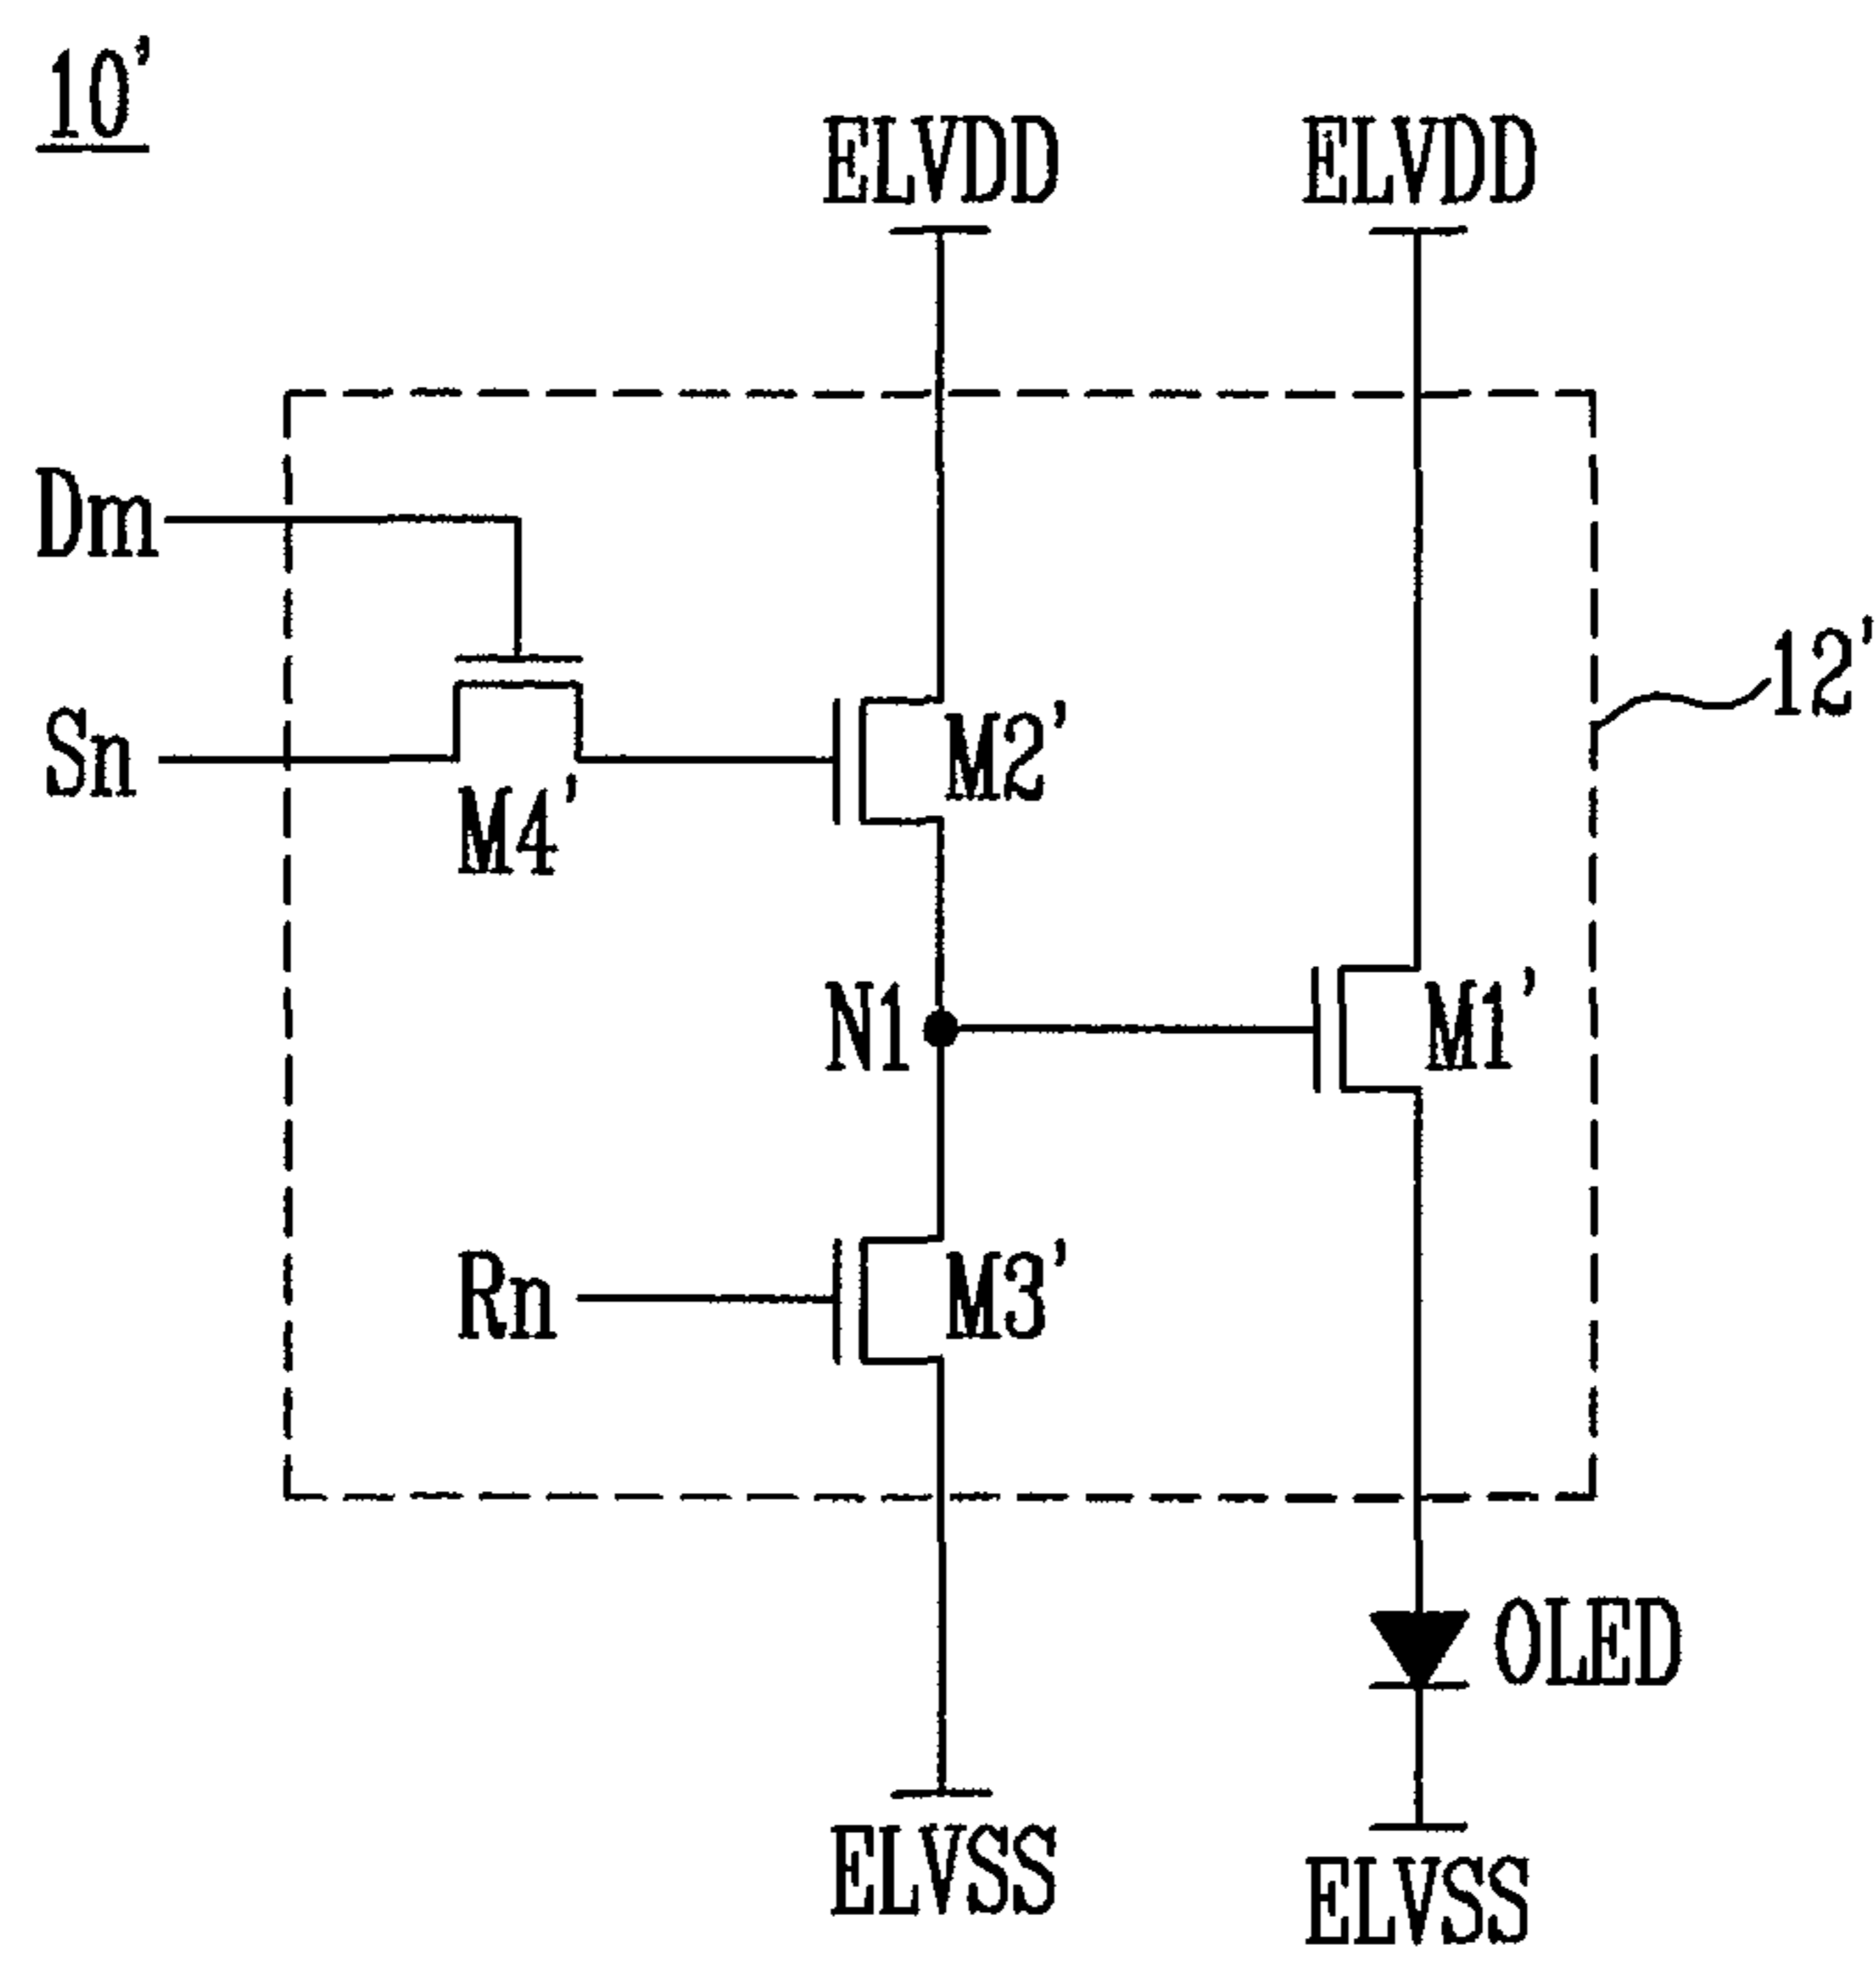 10'
ELVDD
ELVDD
Dm
Sn
M4'
M2'
12'
N1
M1'
Rn
M3'
OLED
ELVSS
ELVSS